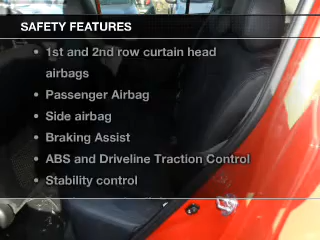 SAFETY FEATURES
• 1st and 2nd row curtain head
airbags
• Passenger Airbag
• Side airbag
• Braking Assist
• ABS and Driveline Traction Control
• Stability control